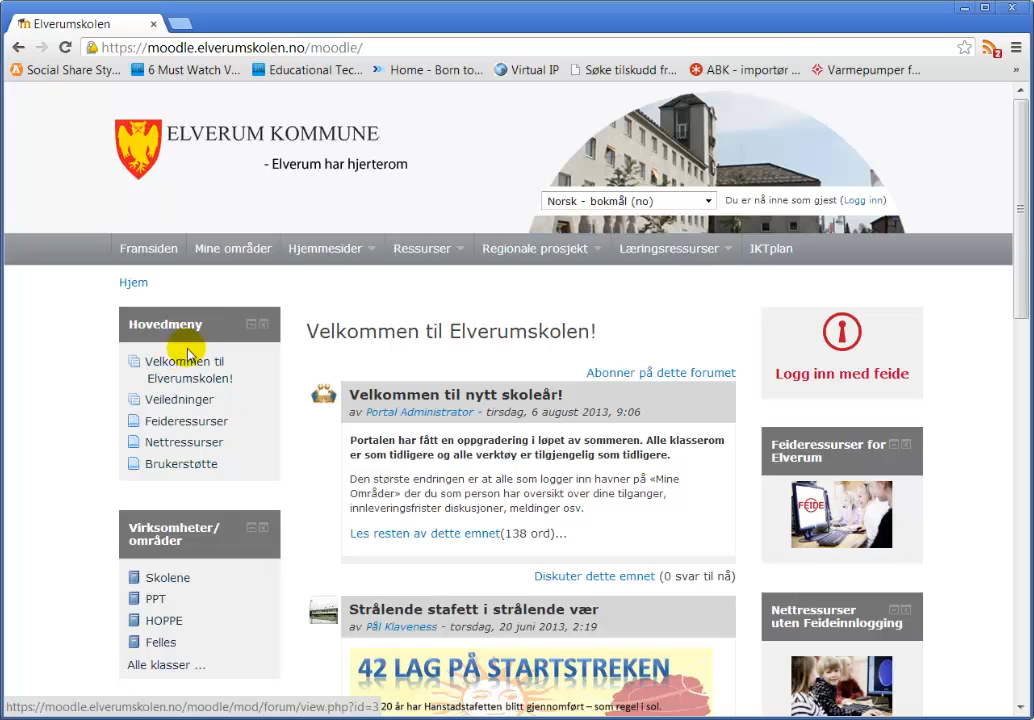 Elverumskolen
https://moodle.elverumskolen.no/moodle/
2
Social Share Sty...
6 Must Watch V...
Educational Tec...
Home - Born to...
Virtual IP
Søke tilskudd fr...
ABK - importør ...
Varmepumper f...
»
ELVERUM KOMMUNE
- Elverum har hjerterom
Norsk - bokmål (no)
Du er nå inne som gjest (Logg inn)
Framsiden
Mine områder
Hjemmesider
Ressurser
Regionale prosjekt
Læringsressurser
IKTplan
Hjem
Hovedmeny
Velkommen til
Elverumskolen!
Veiledninger
Feideressurser
Nettressurser
Brukerstøtte
Virksomheter/
områder
Skolene
PPT
HOPPE
Felles
Alle klasser ...
Velkommen til Elverumskolen!
Abonner på dette forumet
Velkommen til nytt skoleår!
av Portal Administrator - tirsdag, 6 august 2013, 9:06
Portalen har fått en oppgradering i løpet av sommeren. Alle klasserom
er som tidligere og alle verktøy er tilgjengelig som tidligere.
Den største endringen er at alle som logger inn havner på «Mine
Områder» der du som person har oversikt over dine tilganger,
innleveringsfrister diskusjoner, meldinger osv.
Les resten av dette emnet(138 ord)...
Diskuter dette emnet (0 svar til nå)
Strålende stafett i strålende vær
av Pål Klaveness - torsdag, 20 juni 2013, 2:19
42 LAG PÅ STARTSTREKEN
20 år har Hanstadstafetten blitt gjennomført – som regel i sol.
Logg inn med feide
Feideressurser for
Elverum
FEIDE
Nettressurser
uten Feideinnlogging
https://moodle.elverumskolen.no/moodle/mod/forum/view.php?id=3